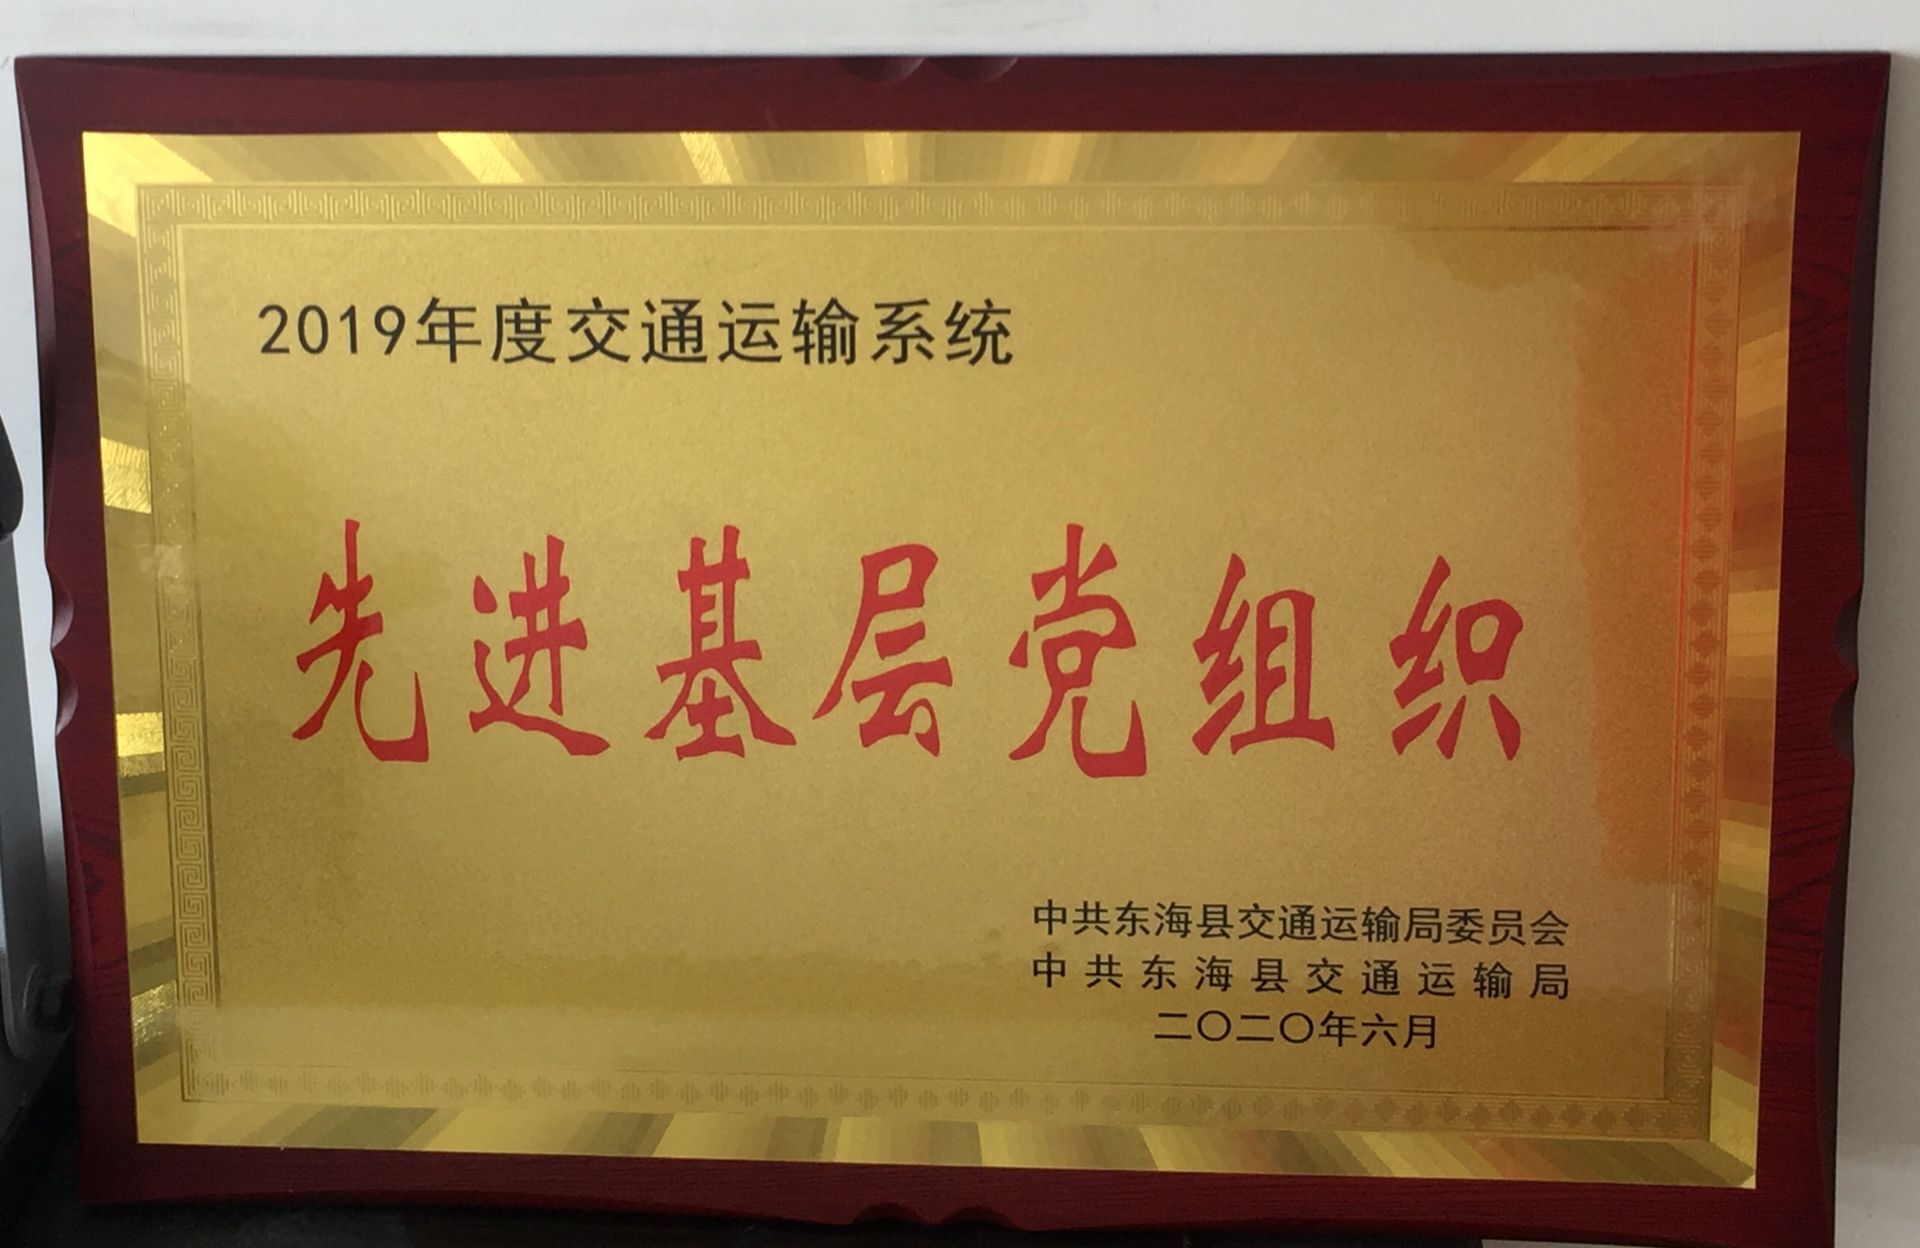 2019年度交通运输系统
先进基层党组织
中共东海县交通运输局委员会
中共东海县交通运输局
二〇二〇年六月